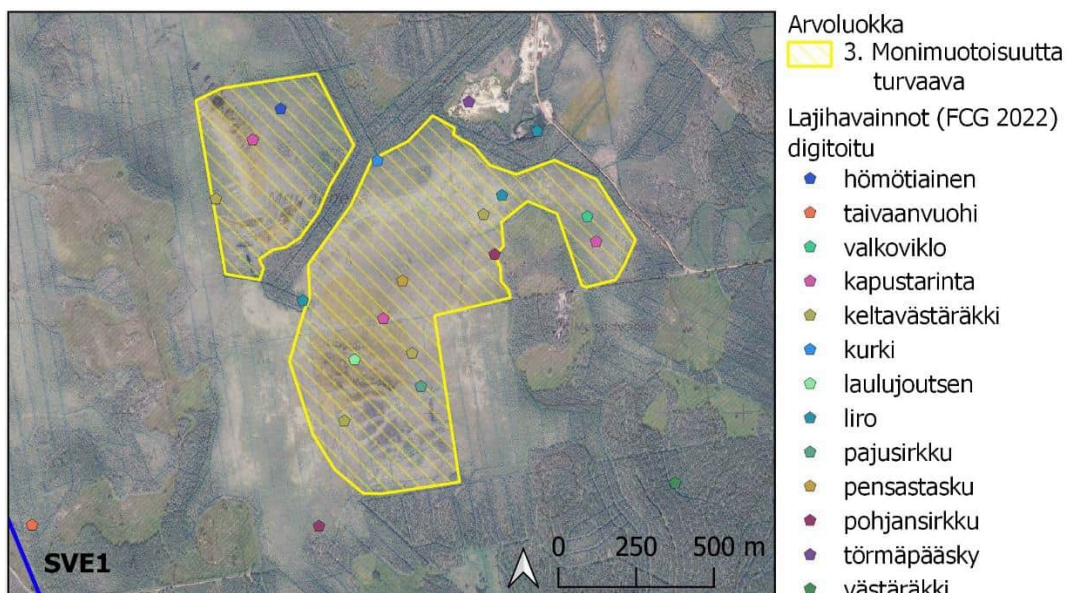 Arvoluokka
3. Monimuotoisuutta
turvaava
Lajihavainnot (FCG 2022)
digitoitu
hömötiainen
taivaanvuohi
valkoviklo
kapustarinta
keltavästäräkki
kurki
laulujoutsen
liro
pajusirkku
pensastasku
pohjansirkku
törmäpääsky
västäräkki
SVE1
0 250 500 m